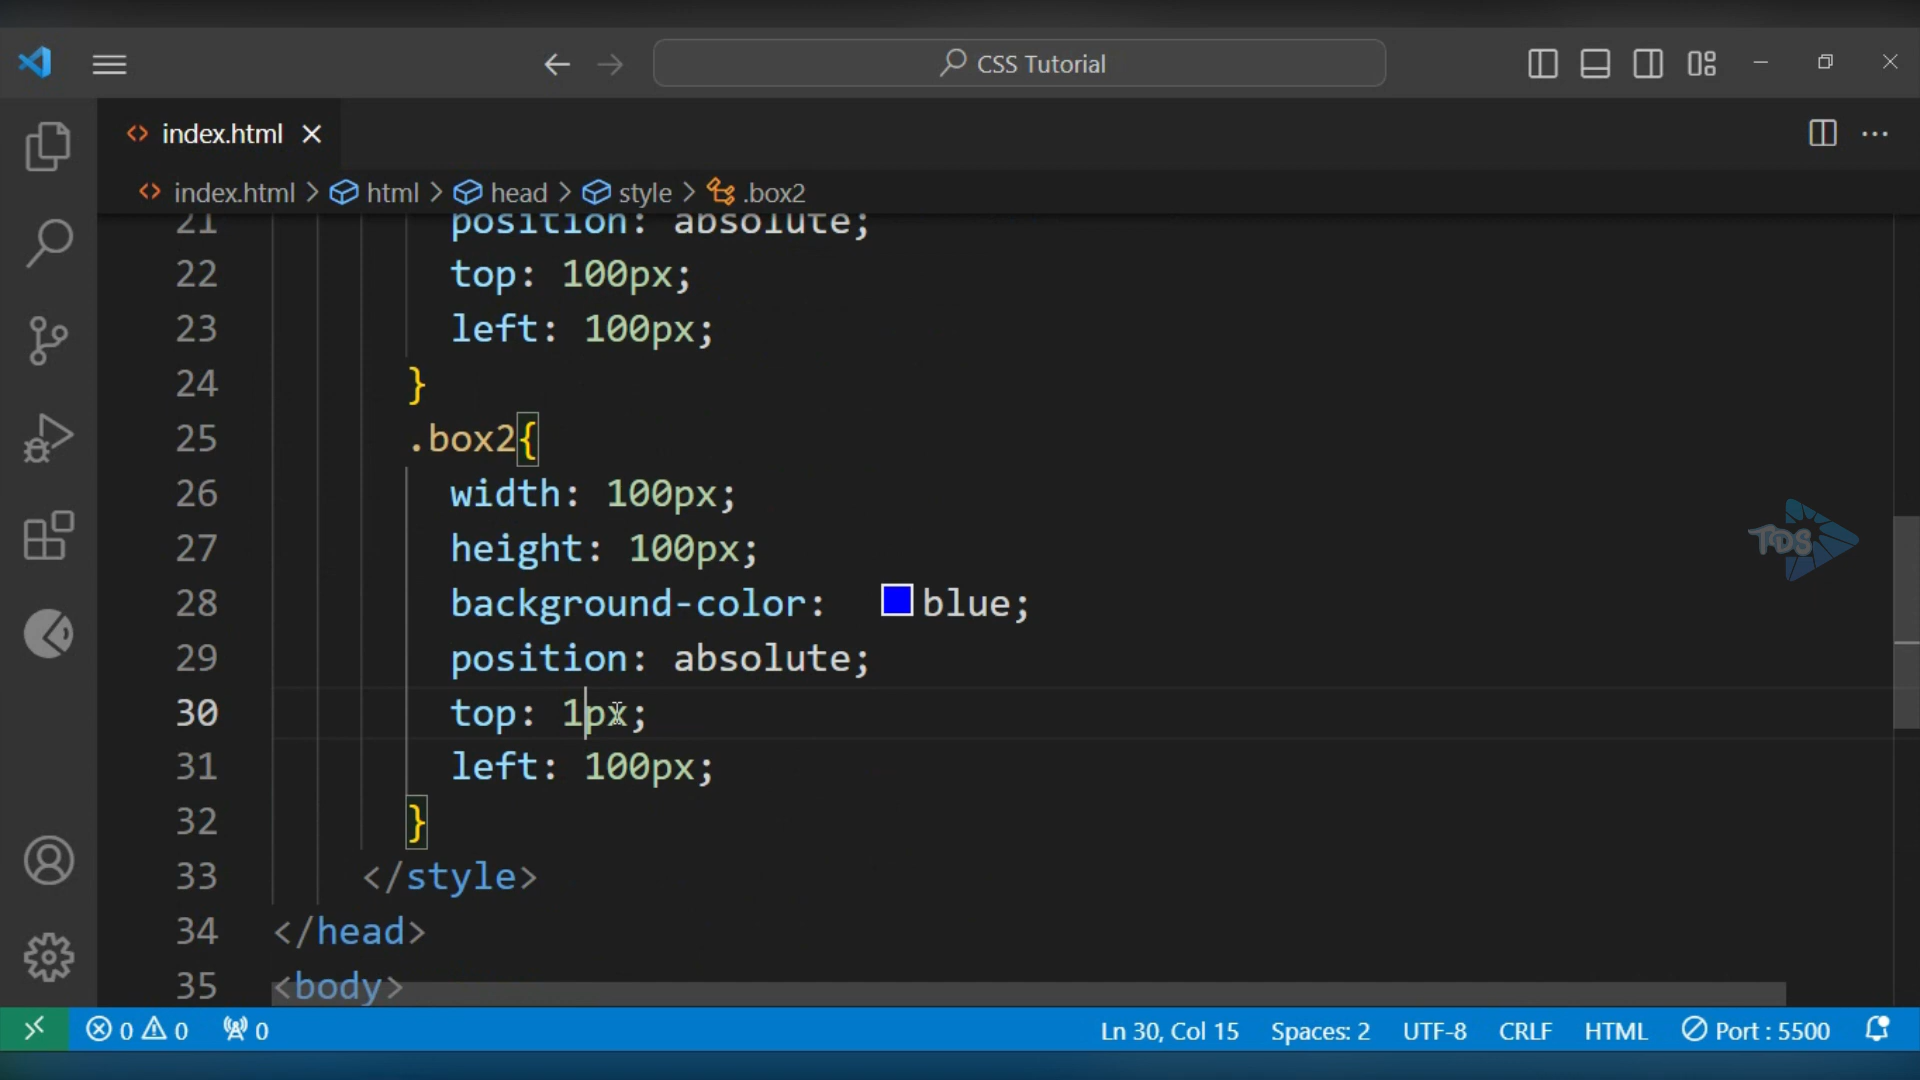 CSS Tutorial
index.html
index.html > html > head > style > .box2
21 position: absolute;
22 top: 100px;
23 left: 100px;
24 }
25 .box2{
26 width: 100px;
27 height: 100px;
28 background-color: blue;
29 position: absolute;
30 top: 1px;
31 left: 100px;
32 }
33 </style>
34 </head>
35 <body>
TDS
0 0 0 Ln 30, Col 15 Spaces: 2 UTF-8 CRLF HTML Port : 5500